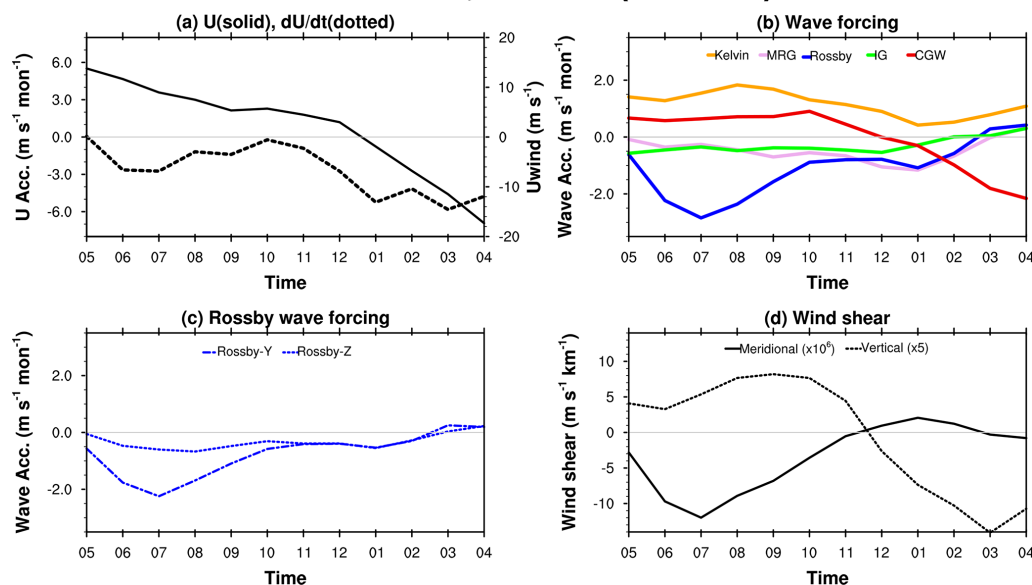 (a) U(solid), dU/dt(dotted)
U Acc. (m s⁻¹ mon⁻¹)
6.0
3.0
0.0
-3.0
-6.0
20
10
0
-10
-20
Uwind (m s⁻¹)
05 06 07 08 09 10 11 12 01 02 03 04
Time
(b) Wave forcing
Kelvin MRG Rossby IG CGW
Wave Acc. (m s⁻¹ mon⁻¹)
2.0
0.0
-2.0
05 06 07 08 09 10 11 12 01 02 03 04
Time
(c) Rossby wave forcing
Rossby-Y Rossby-Z
Wave Acc. (m s⁻¹ mon⁻¹)
2.0
0.0
-2.0
05 06 07 08 09 10 11 12 01 02 03 04
Time
(d) Wind shear
Meridional (x10⁶) Vertical (x5)
Wind shear (m s⁻¹ km⁻¹)
10
5
0
-5
-10
05 06 07 08 09 10 11 12 01 02 03 04
Time